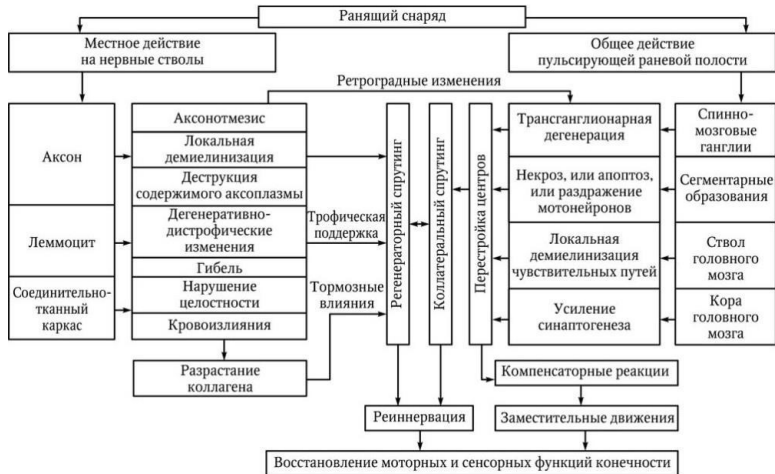 Ранящий снаряд
Местное действие
на нервные стволы
Общее действие
пульсирующей раневой полости
Ретроградные изменения
Аксон
Леммоцит
Соединительно-
тканный
каркас
Аксонотмезис
Локальная
демиелинизация
Деструкция
содержимого аксоплазмы
Дегенеративно-
дистрофические
изменения
Гибель
Нарушение
целостности
Кровоизлияния
Разрастание
коллагена
Трофическая
поддержка
Тормозные
влияния
Регенераторный спрутинг
Коллатеральный спрутинг
Перестройка центров
Трансганглионарная
дегенерация
Некроз, или апоптоз,
или раздражение
мотонейронов
Локальная
демиелинизация
чувствительных путей
Усиление
синаптогенеза
Спинно-
мозговые
ганглии
Сегментарные
образования
Ствол
головного
мозга
Кора
головного
мозга
Компенсаторные реакции
Реиннервация
Заместительные движения
Восстановление моторных и сенсорных функций конечности